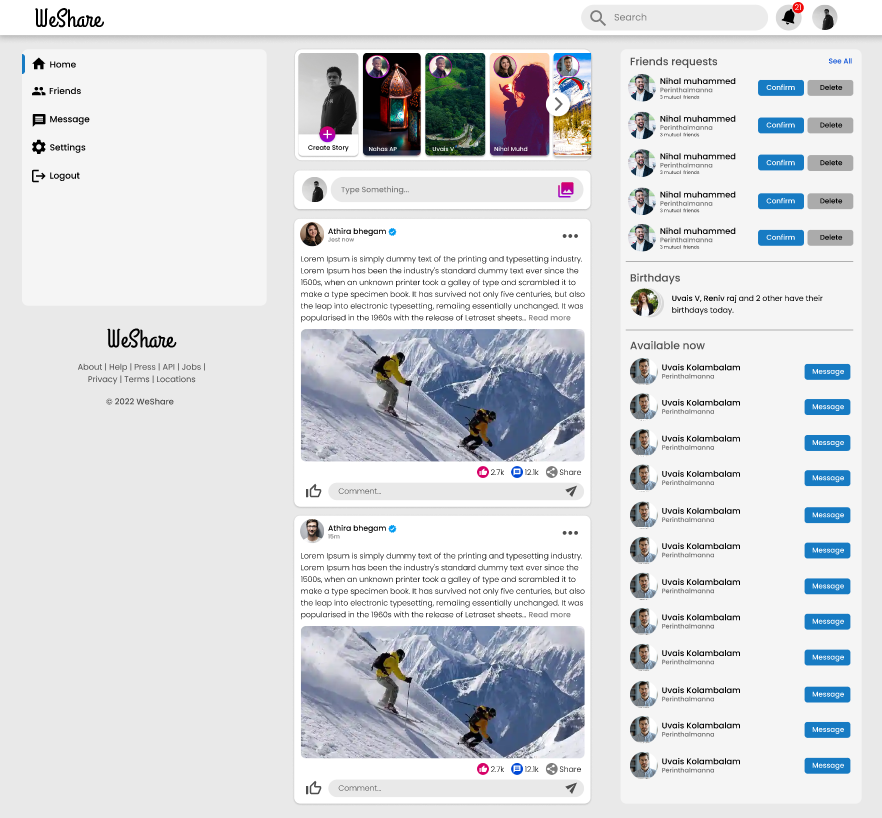 WeShare
Search
21
Home
Friends
Message
Settings
Logout
WeShare
About | Help | Press | API | Jobs |
Privacy | Terms | Locations
© 2022 WeShare
Create Story
Nahas AP
Uvais V
Nihal Muhd
Type Something...
Athira bhegam
Jest now
Lorem Ipsum is simply dummy text of the printing and typesetting industry.
Lorem Ipsum has been the industry's standard dummy text ever since the
1500s, when an unknown printer took a galley of type and scrambled it to
make a type specimen book. It has survived not only five centuries, but also
the leap into electronic typesetting, remaiing essentially unchanged. It was
popularised in the 1960s with the release of Letraset sheets... Read more
2.7k 12.1k Share
Comment...
Athira bhegam
15m
Lorem Ipsum is simply dummy text of the printing and typesetting industry.
Lorem Ipsum has been the industry's standard dummy text ever since the
1500s, when an unknown printer took a galley of type and scrambled it to
make a type specimen book. It has survived not only five centuries, but also
the leap into electronic typesetting, remaiing essentially unchanged. It was
popularised in the 1960s with the release of Letraset sheets... Read more
2.7k 12.1k Share
Comment...
Friends requests See All
Nihal muhammed
Perinthalmanna
3 mutual friends
Confirm Delete
Nihal muhammed
Perinthalmanna
3 mutual friends
Confirm Delete
Nihal muhammed
Perinthalmanna
3 mutual friends
Confirm Delete
Nihal muhammed
Perinthalmanna
3 mutual friends
Confirm Delete
Nihal muhammed
Perinthalmanna
3 mutual friends
Confirm Delete
Birthdays
Uvais V, Reniv raj and 2 other have their
birthdays today.
Available now
Uvais Kolambalam
Perinthalmanna
Message
Uvais Kolambalam
Perinthalmanna
Message
Uvais Kolambalam
Perinthalmanna
Message
Uvais Kolambalam
Perinthalmanna
Message
Uvais Kolambalam
Perinthalmanna
Message
Uvais Kolambalam
Perinthalmanna
Message
Uvais Kolambalam
Perinthalmanna
Message
Uvais Kolambalam
Perinthalmanna
Message
Uvais Kolambalam
Perinthalmanna
Message
Uvais Kolambalam
Perinthalmanna
Message
Uvais Kolambalam
Perinthalmanna
Message
Uvais Kolambalam
Perinthalmanna
Message